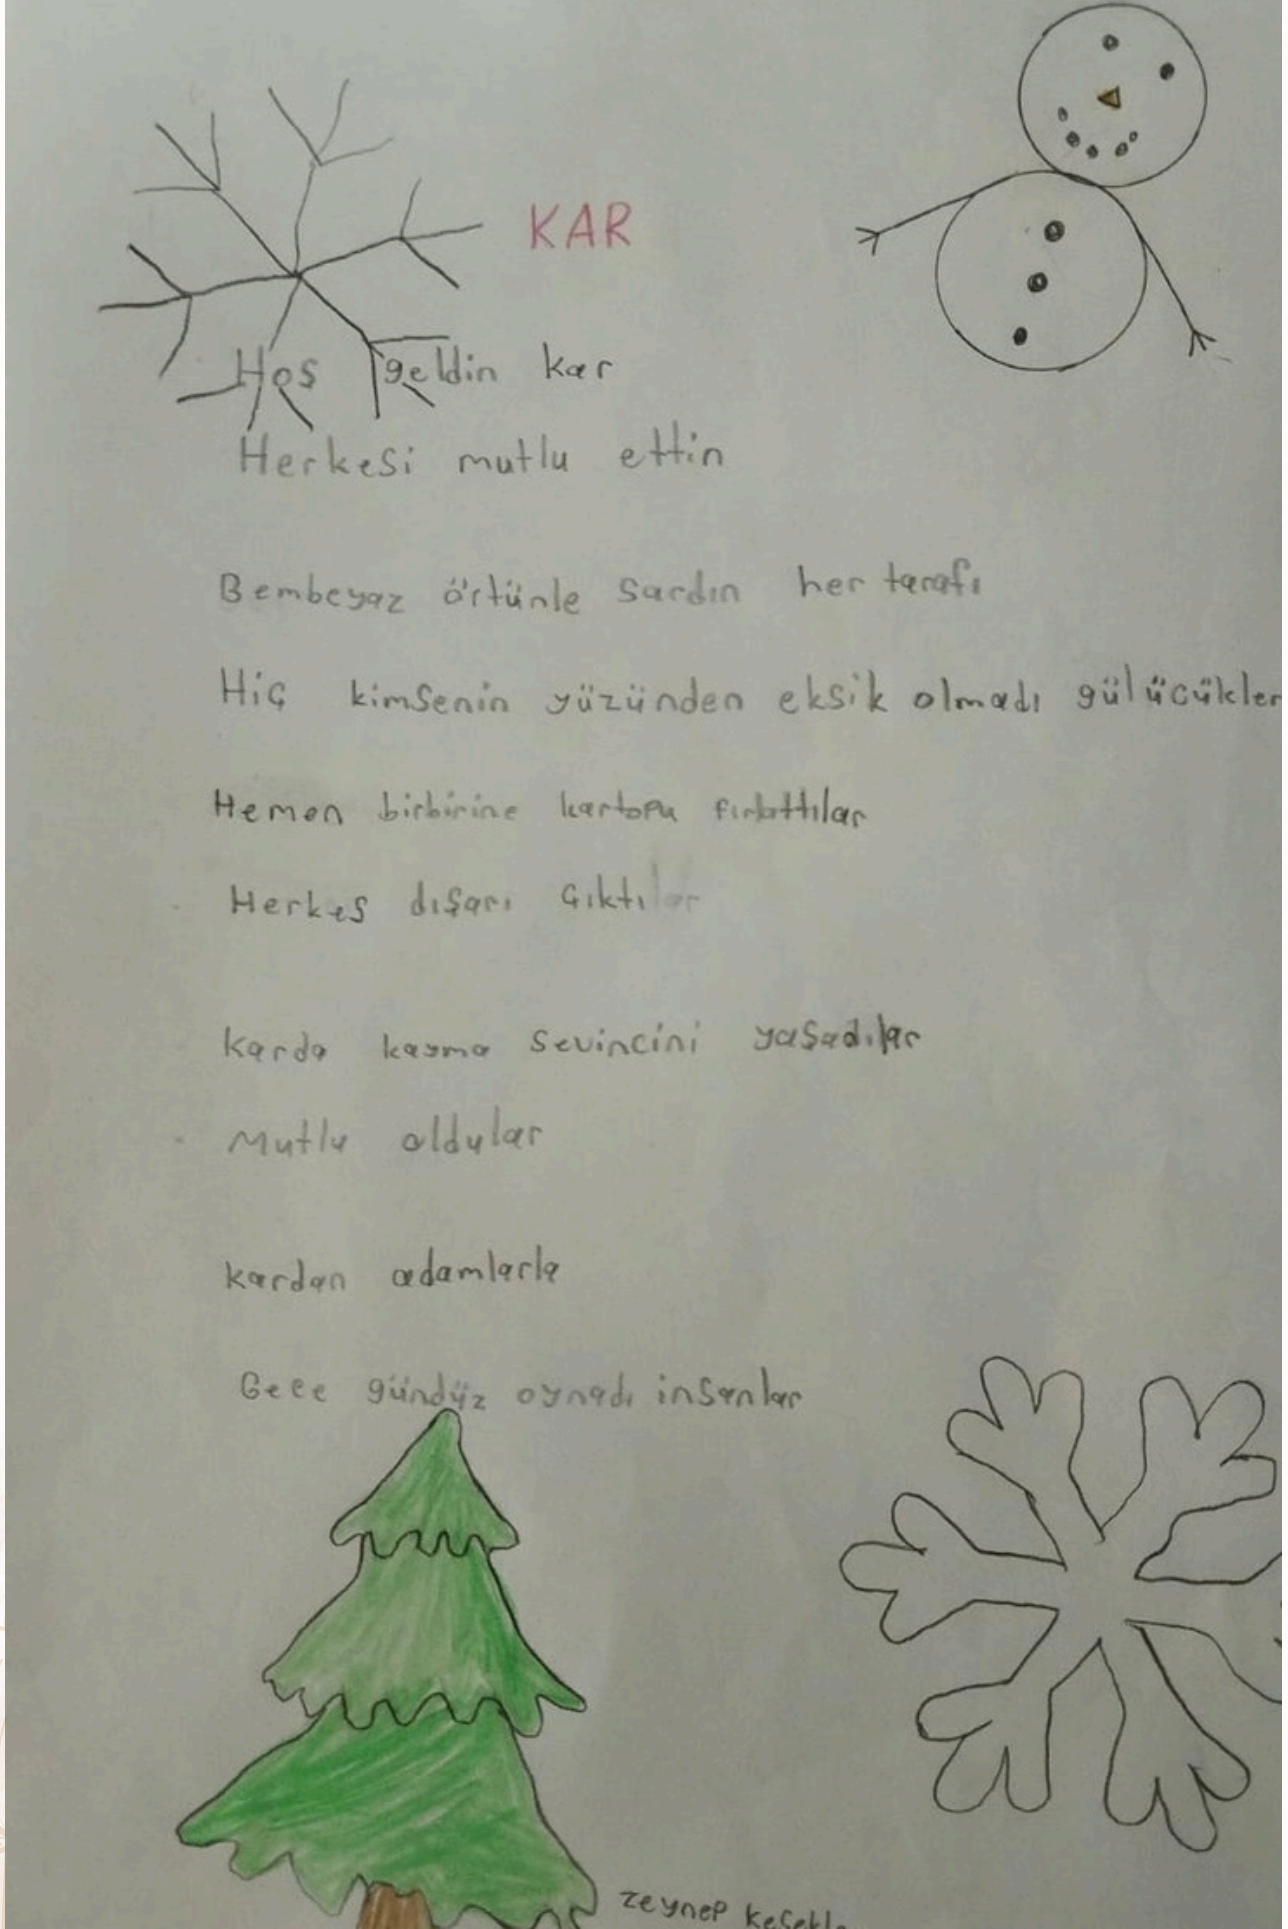 KAR
Hoş geldin kar
Herkesi mutlu ettin
Bembeyaz örtünle sardın her tarafı
Hiç kimsenin yüzünden eksik olmadı gülücükler
Hemen birbirine kartopu fırlattılar
Herkes dışarı çıktılar
Karda kayma sevincini yaşadılar
Mutlu oldular
Kardan adamlarla
Gece gündüz oynadı insanlar
Zeynep